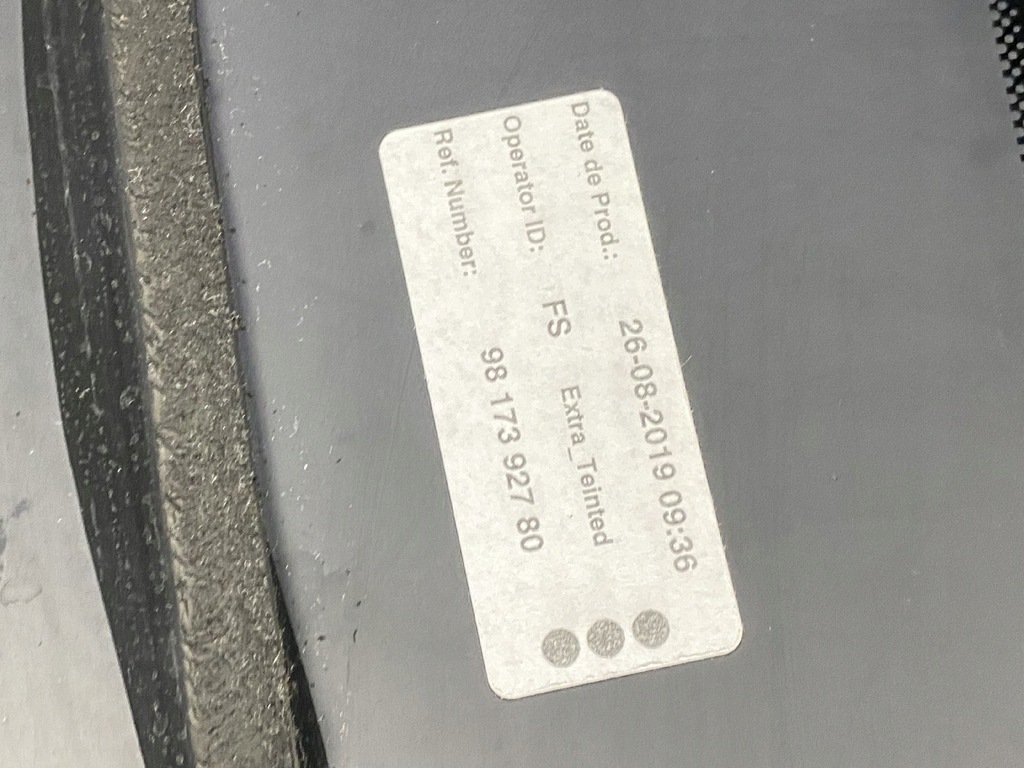 Date de Prod.: 26-08-2019 09:36
Operator ID: FS Extra_Teinted
Ref. Number: 98 173 927 80